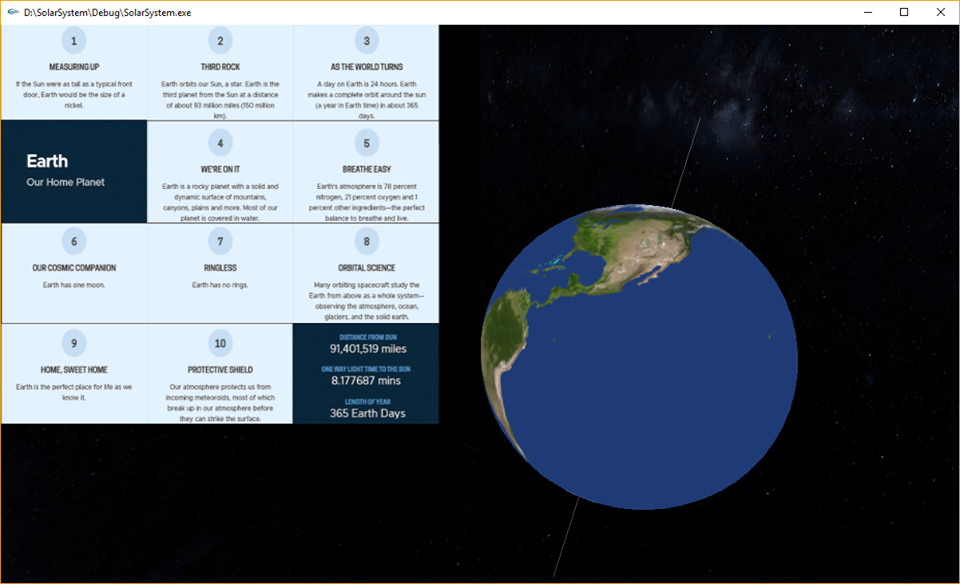 D:\SolarSystem\Debug\SolarSystem.exe
1
MEASURING UP
If the Sun were as tall as a typical front
door, Earth would be the size of a
nickel.
2
THIRD ROCK
Earth orbits our Sun, a star. Earth is the
third planet from the Sun at a distance
of about 93 million miles (150 million
km).
3
AS THE WORLD TURNS
A day on Earth is 24 hours. Earth
makes a complete orbit around the sun
(a year in Earth time) in about 365
days.
Earth
Our Home Planet
4
WE'RE ON IT
Earth is a rocky planet with a solid and
dynamic surface of mountains,
canyons, plains and more. Most of our
planet is covered in water.
5
BREATHE EASY
Earth's atmosphere is 78 percent
nitrogen, 21 percent oxygen and 1
percent other ingredients—the perfect
balance to breathe and live.
6
OUR COSMIC COMPANION
Earth has one moon.
7
RINGLESS
Earth has no rings.
8
ORBITAL SCIENCE
Many orbiting spacecraft study the
Earth from above as a whole system—
observing the atmosphere, ocean,
glaciers, and the solid earth.
9
HOME, SWEET HOME
Earth is the perfect place for life as we
know it.
10
PROTECTIVE SHIELD
Our atmosphere protects us from
incoming meteoroids, most of which
break up in our atmosphere before
they can strike the surface.
DISTANCE FROM SUN
91,401,519 miles
ONE WAY LIGHT TIME TO THE SUN
8.177687 mins
LENGTH OF YEAR
365 Earth Days